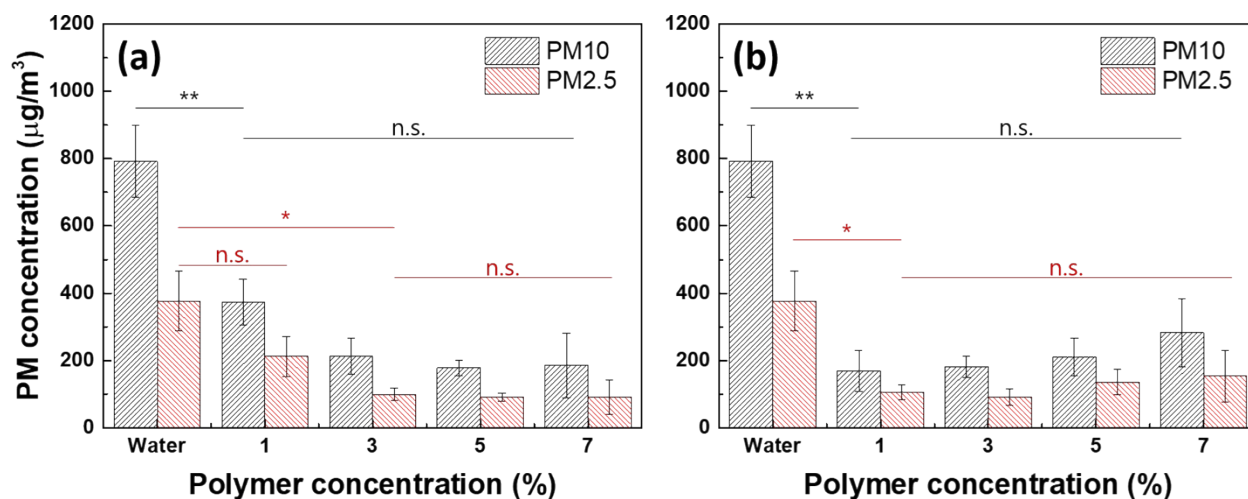 (a)
PM10
PM2.5
**
n.s.
*
n.s.
n.s.
PM concentration (μg/m³)
1200
1000
800
600
400
200
0
Water 1 3 5 7
Polymer concentration (%)
(b)
PM10
PM2.5
**
n.s.
*
n.s.
1200
1000
800
600
400
200
0
Water 1 3 5 7
Polymer concentration (%)